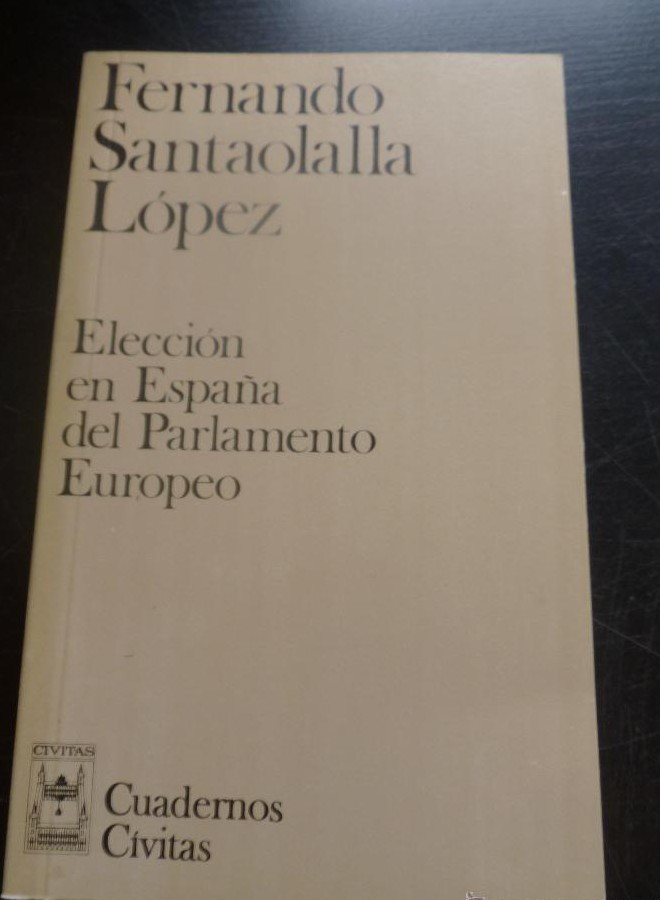 Fernando
Santaolalla
López
Elección
en España
del Parlamento
Europeo
CIVITAS
Cuadernos
Cívitas